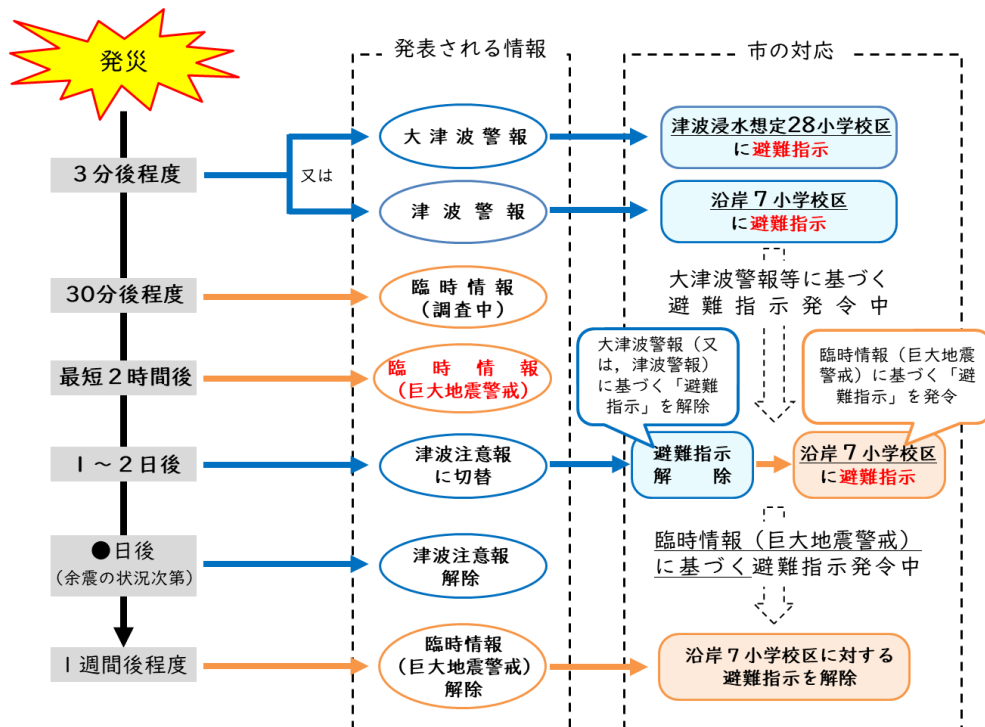 発災
発表される情報
市の対応
3分後程度
又は
大津波警報
津波浸水想定28小学校区
に避難指示
津波警報
沿岸7小学校区
に避難指示
大津波警報等に基づく
避難指示発令中
30分後程度
臨時情報
(調査中)
最短2時間後
臨時情報
(巨大地震警戒)
大津波警報(又
は,津波警報)
に基づく「避難
指示」を解除
臨時情報(巨大地震
警戒)に基づく「避
難指示」を発令
1~2日後
津波注意報
に切替
避難指示
解除
沿岸7小学校区
に避難指示
臨時情報(巨大地震警戒)
に基づく避難指示発令中
●日後
(余震の状況次第)
津波注意報
解除
1週間後程度
臨時情報
(巨大地震警戒)
解除
沿岸7小学校区に対する
避難指示を解除